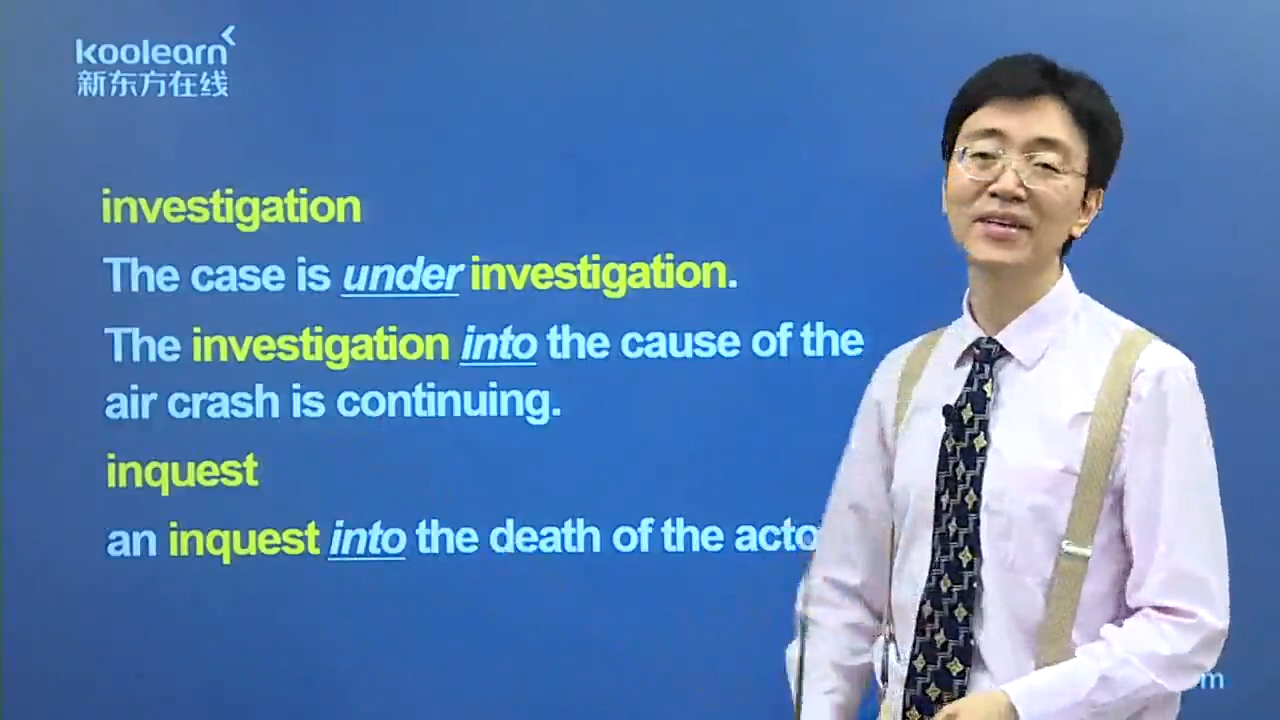 koolearn
新东方在线
investigation
The case is under investigation.
The investigation into the cause of the
air crash is continuing.
inquest
an inquest into the death of the acto
m